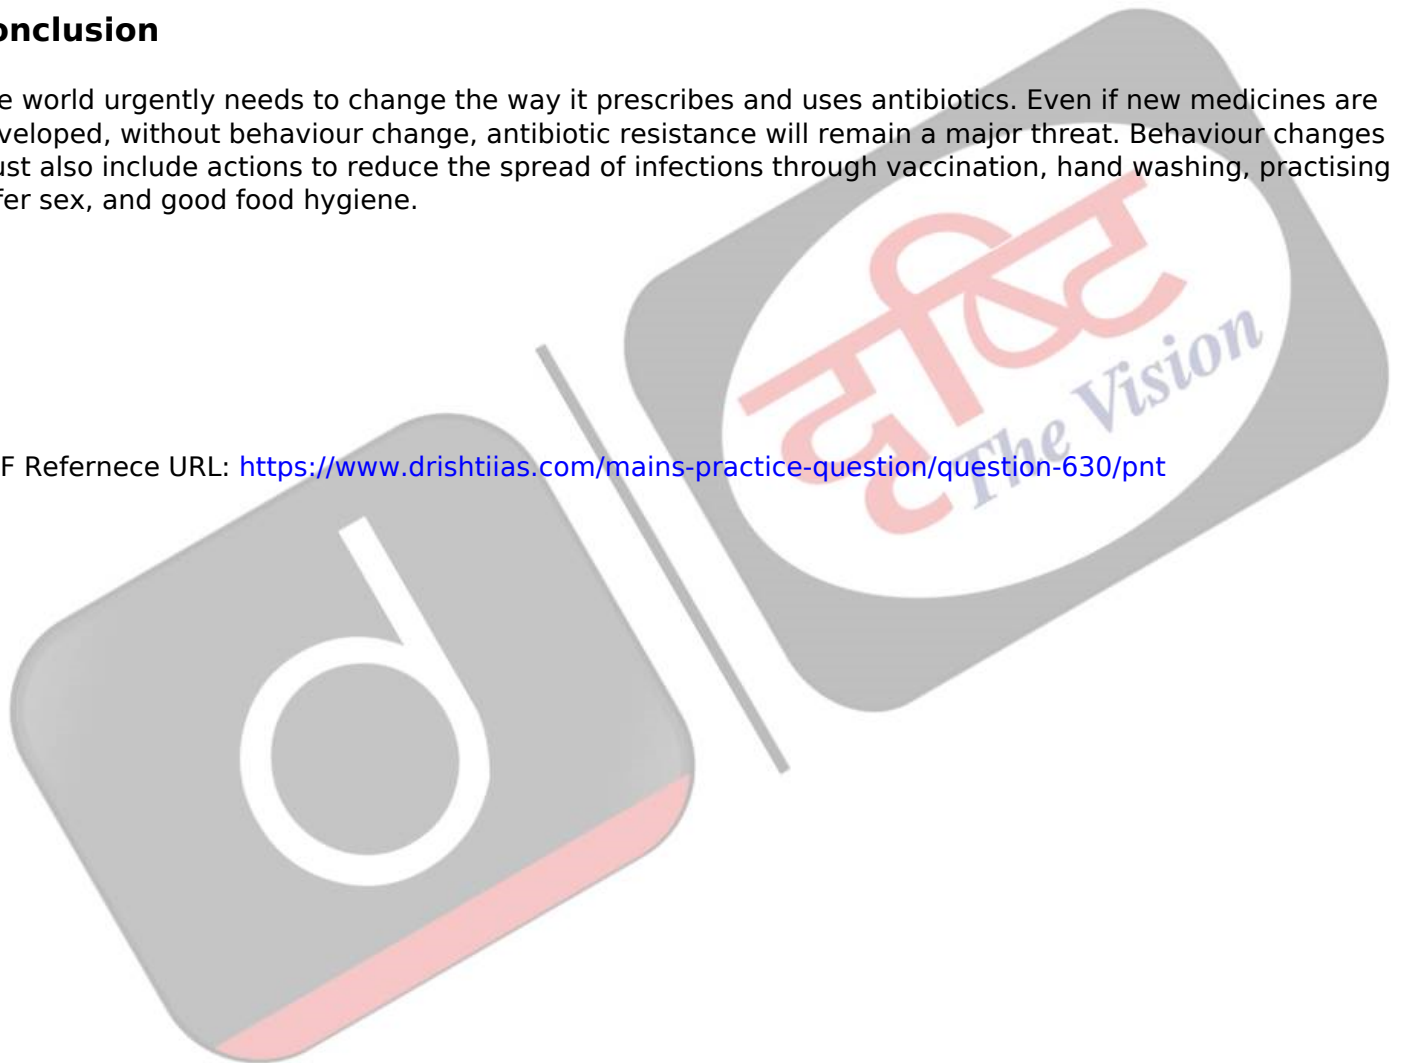 onclusion
e world urgently needs to change the way it prescribes and uses antibiotics. Even if new medicines are
veloped, without behaviour change, antibiotic resistance will remain a major threat. Behaviour changes
ust also include actions to reduce the spread of infections through vaccination, hand washing, practising
fer sex, and good food hygiene.
दृष्टि
The Vision
F Refernece URL: https://www.drishtiias.com/mains-practice-question/question-630/pnt
d